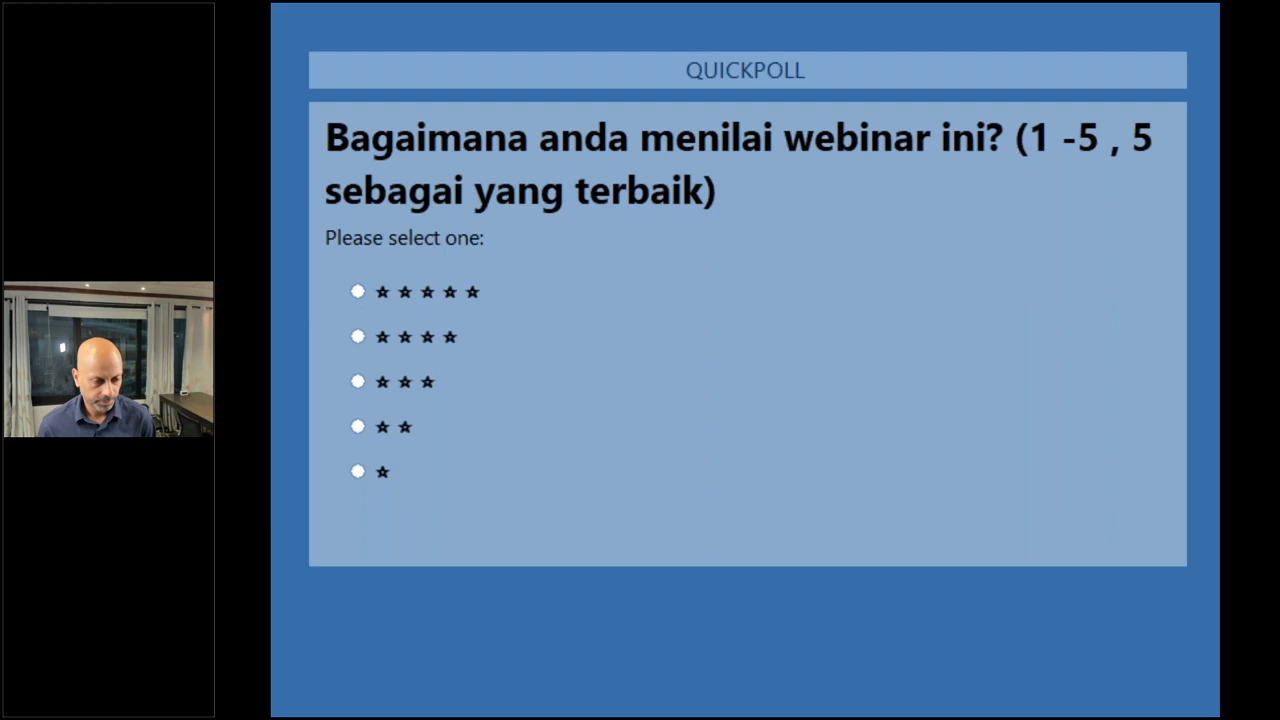 QUICKPOLL
Bagaimana anda menilai webinar ini? (1 -5 , 5
sebagai yang terbaik)
Please select one:
★ ★ ★ ★ ★
★ ★ ★ ★
★ ★ ★
★ ★
★